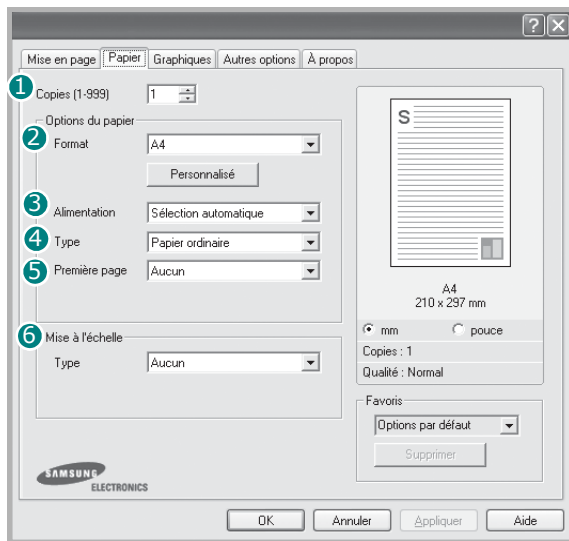 ? X
Mise en page Papier Graphiques Autres options À propos
1 Copies (1-999) 1
Options du papier
2 Format A4
Personnalisé
3 Alimentation Sélection automatique
4 Type Papier ordinaire
5 Première page Aucun
6 Mise à l'échelle
Type Aucun
S
A4
210 x 297 mm
mm pouce
Copies : 1
Qualité : Normal
Favoris
Options par défaut
Supprimer
SAMSUNG
ELECTRONICS
OK Annuler Appliquer Aide